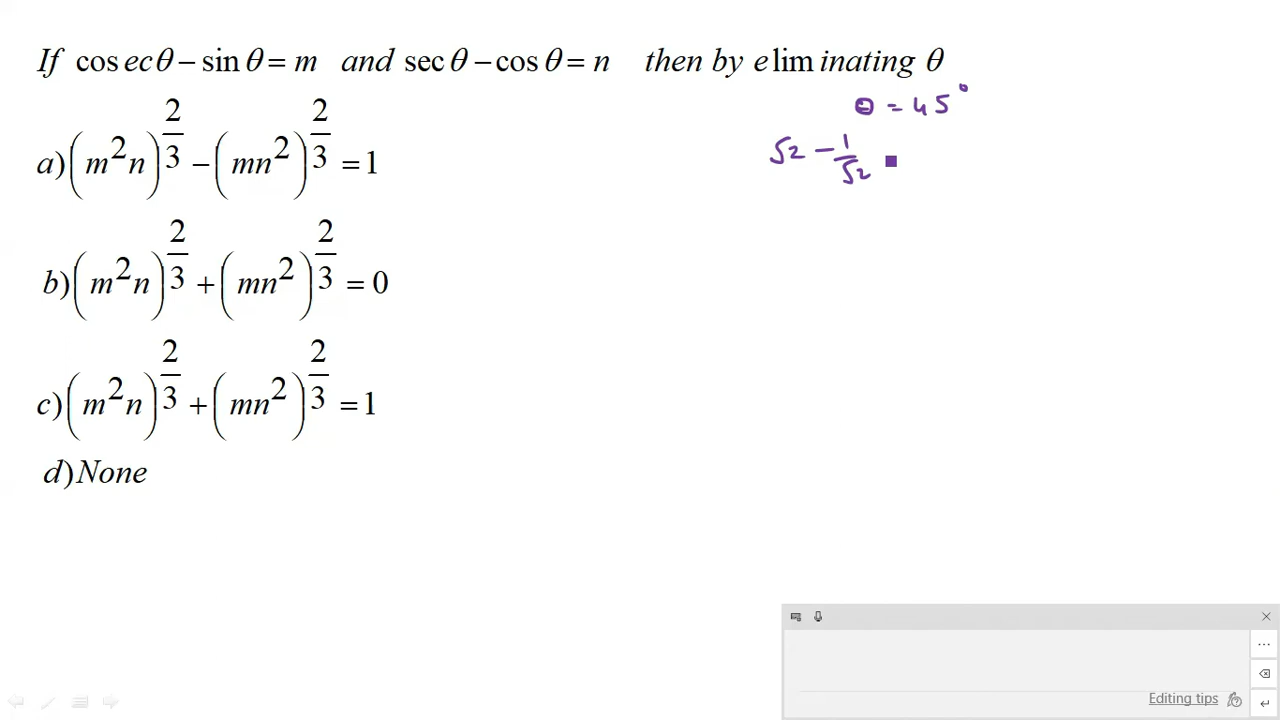 If cosecθ − sinθ = m and secθ − cosθ = n then by eliminating θ
θ = 45°
√2 − 1/√2
a) (m²n)^(2/3) − (mn²)^(2/3) = 1
b) (m²n)^(2/3) + (mn²)^(2/3) = 0
c) (m²n)^(2/3) + (mn²)^(2/3) = 1
d) None
Editing tips